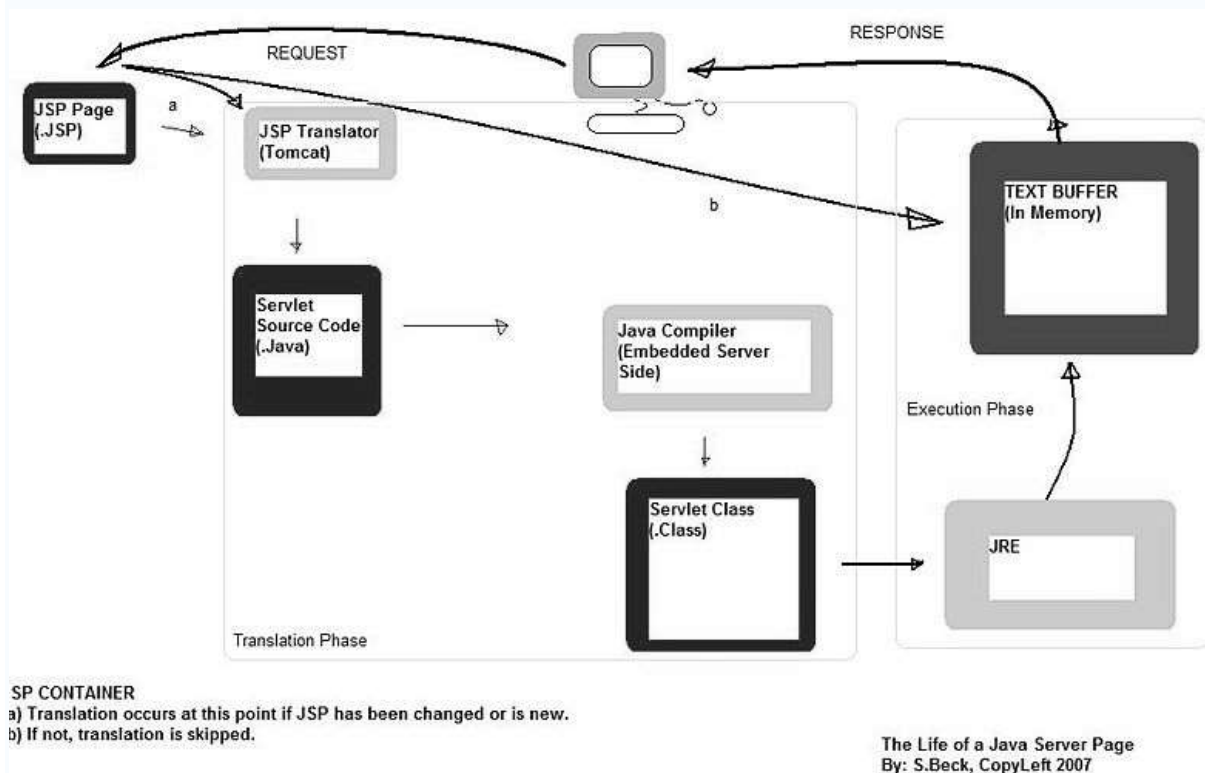 REQUEST
RESPONSE
JSP Page
(.JSP)
a
JSP Translator
(Tomcat)
b
TEXT BUFFER
(In Memory)
Servlet
Source Code
(.Java)
Java Compiler
(Embedded Server
Side)
Execution Phase
Servlet Class
(.Class)
JRE
Translation Phase
SP CONTAINER
a) Translation occurs at this point if JSP has been changed or is new.
b) If not, translation is skipped.
The Life of a Java Server Page
By: S.Beck, CopyLeft 2007